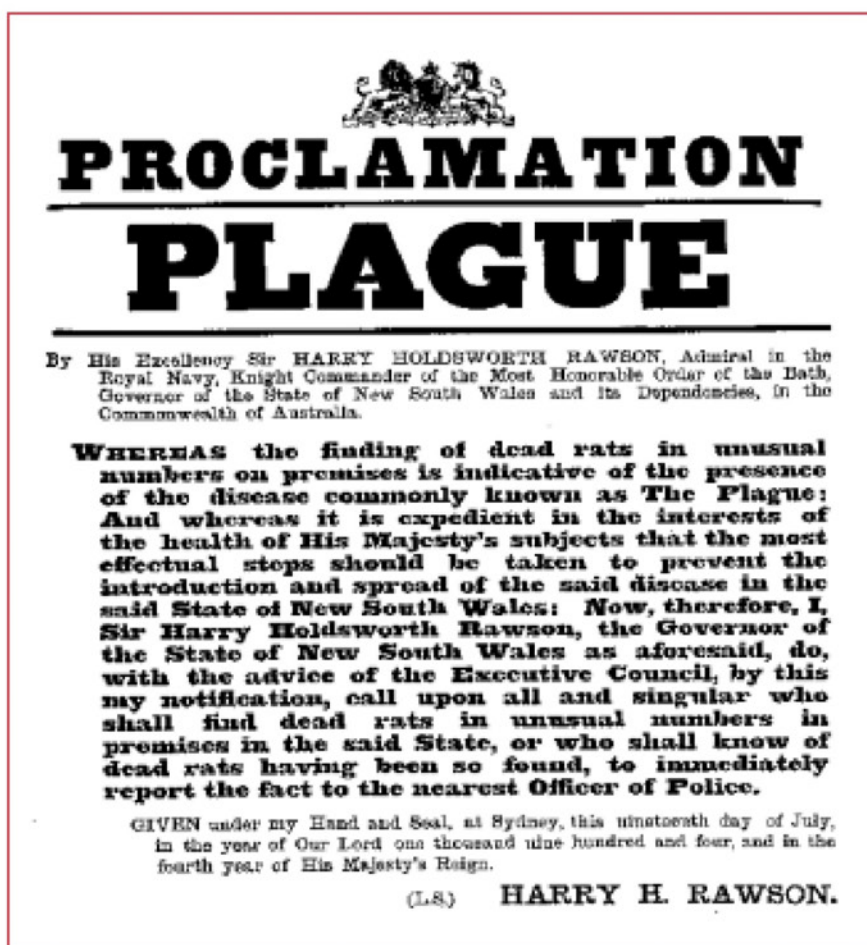 PROCLAMATION
PLAGUE
By His Excellency Sir HARRY HOLDSWORTH RAWSON, Admiral in the
Royal Navy, Knight Commander of the Most Honorable Order of the Bath,
Governor of the State of New South Wales and its Dependencies, in the
Commonwealth of Australia.
WHEREAS the finding of dead rats in unusual
numbers on premises is indicative of the presence
of the disease commonly known as The Plague:
And whereas it is expedient in the interests of
the health of His Majesty's subjects that the most
effectual steps should be taken to prevent the
introduction and spread of the said disease in the
said State of New South Wales: Now, therefore, I,
Sir Harry Holdsworth Rawson, the Governor of
the State of New South Wales as aforesaid, do,
with the advice of the Executive Council, by this
my notification, call upon all and singular who
shall find dead rats in unusual numbers in
premises in the said State, or who shall know of
dead rats having been so found, to immediately
report the fact to the nearest Officer of Police.
GIVEN under my Hand and Seal, at Sydney, this nineteenth day of July,
in the year of Our Lord one thousand nine hundred and four, and in the
fourth year of His Majesty's Reign.
(L.S.) HARRY H. RAWSON.